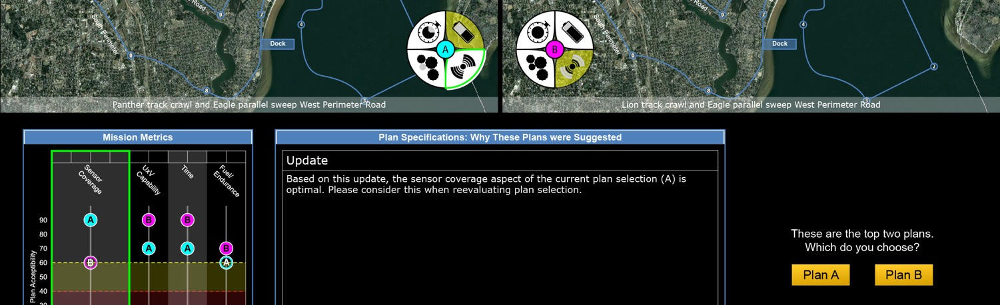 Road
South Perimeter
0
7
8
4
3
Dock
A
Panther track crawl and Eagle parallel sweep West Perimeter Road
Road
South Perimeter
0
7
8
4
2
3
Dock
B
Lion track crawl and Eagle parallel sweep West Perimeter Road
Mission Metrics
Sensor Coverage
UxV Capability
Time
Fuel/ Endurance
90
80
70
60
50
40
30
Plan Acceptibility
A
B
B
A
B
A
B
A
Plan Specifications: Why These Plans were Suggested
Update
Based on this update, the sensor coverage aspect of the current plan selection (A) is
optimal. Please consider this when reevaluating plan selection.
These are the top two plans.
Which do you choose?
Plan A
Plan B